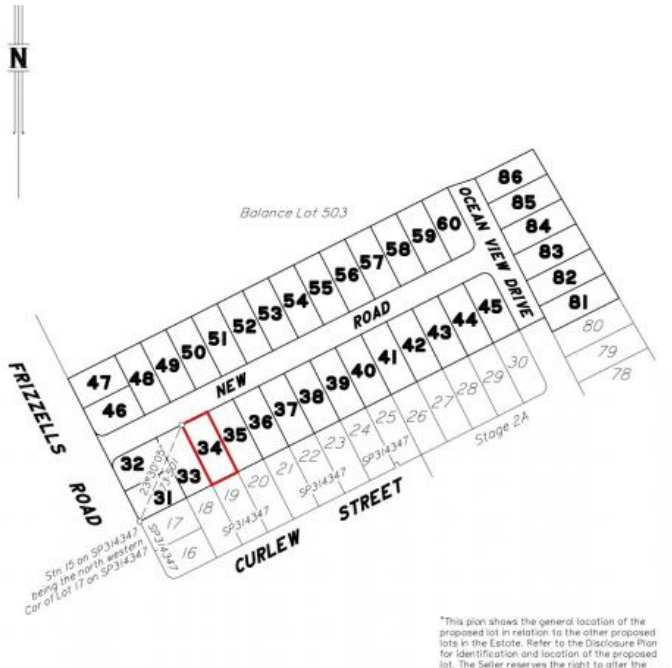 N
Balance Lot 503
86
85
84
83
82
81
80
79
78
OCEAN VIEW DRIVE
60
59
58
57
56
55
54
53
52
51
50
49
48
47
46
NEW ROAD
45
44
43
42
41
40
39
38
37
36
35
34
33
32
31
23°30'05"
73·501
30
29
28
27
26
25
24
23
22
21
20
19
18
17
16
SP314347
SP314347
SP314347
SP314347
Stage 2A
FRIZZELLS ROAD
CURLEW STREET
Stn 15 on SP314347
being the north western
Cor of Lot 17 on SP314347
*This plan shows the general location of the
proposed lot in relation to the other proposed
lots in the Estate. Refer to the Disclosure Plan
for identification and location of the proposed
lot. The Seller reserves the right to alter the